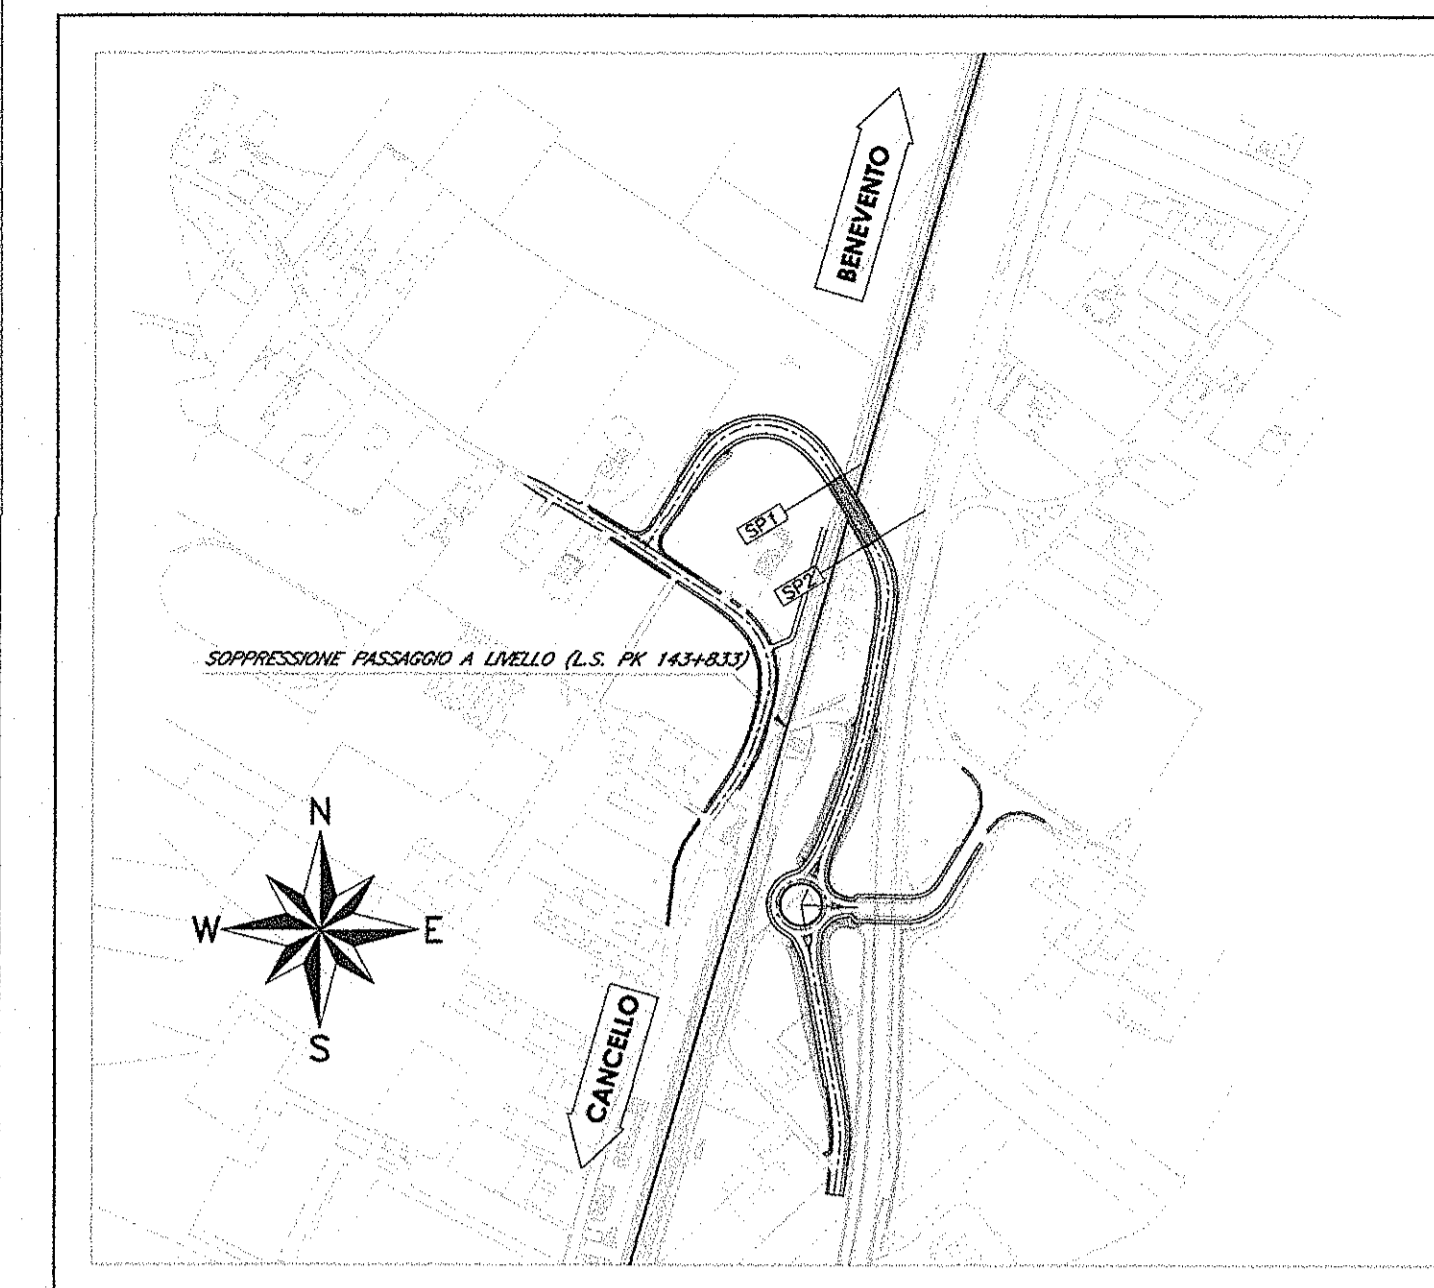 BENEVENTO
SP1
SP2
SOPPRESSIONE PASSAGGIO A LIVELLO (L.S. PK 143+833)
N
W E
S
CANCELLO